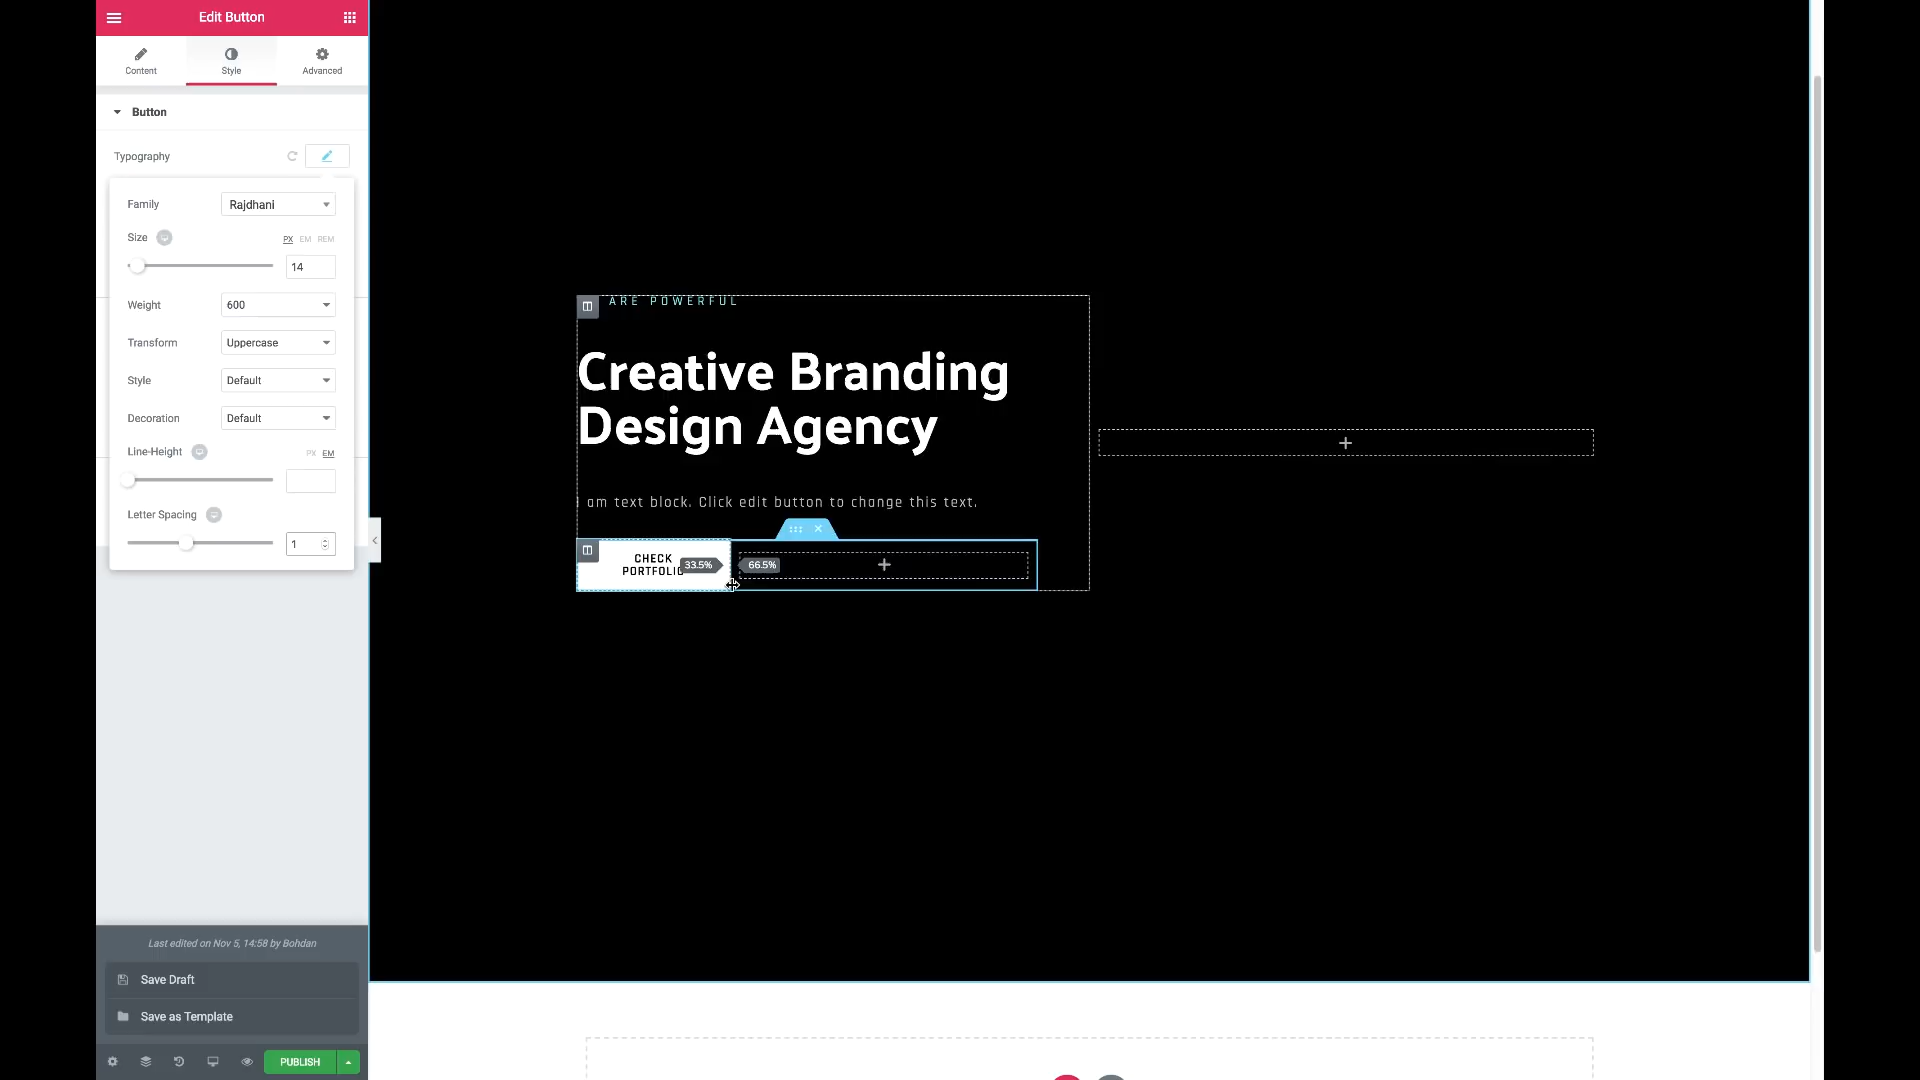 Edit Button
Content
Style
Advanced
Button
Typography
Family
Rajdhani
Size
PX EM REM
14
Weight
600
Transform
Uppercase
Style
Default
Decoration
Default
Line-Height
PX EM
Letter Spacing
1
Last edited on Nov 5, 14:58 by Bohdan
Save Draft
Save as Template
PUBLISH
ARE POWERFUL
Creative Branding
Design Agency
I am text block. Click edit button to change this text.
CHECK
PORTFOLIO
33.5%
66.5%